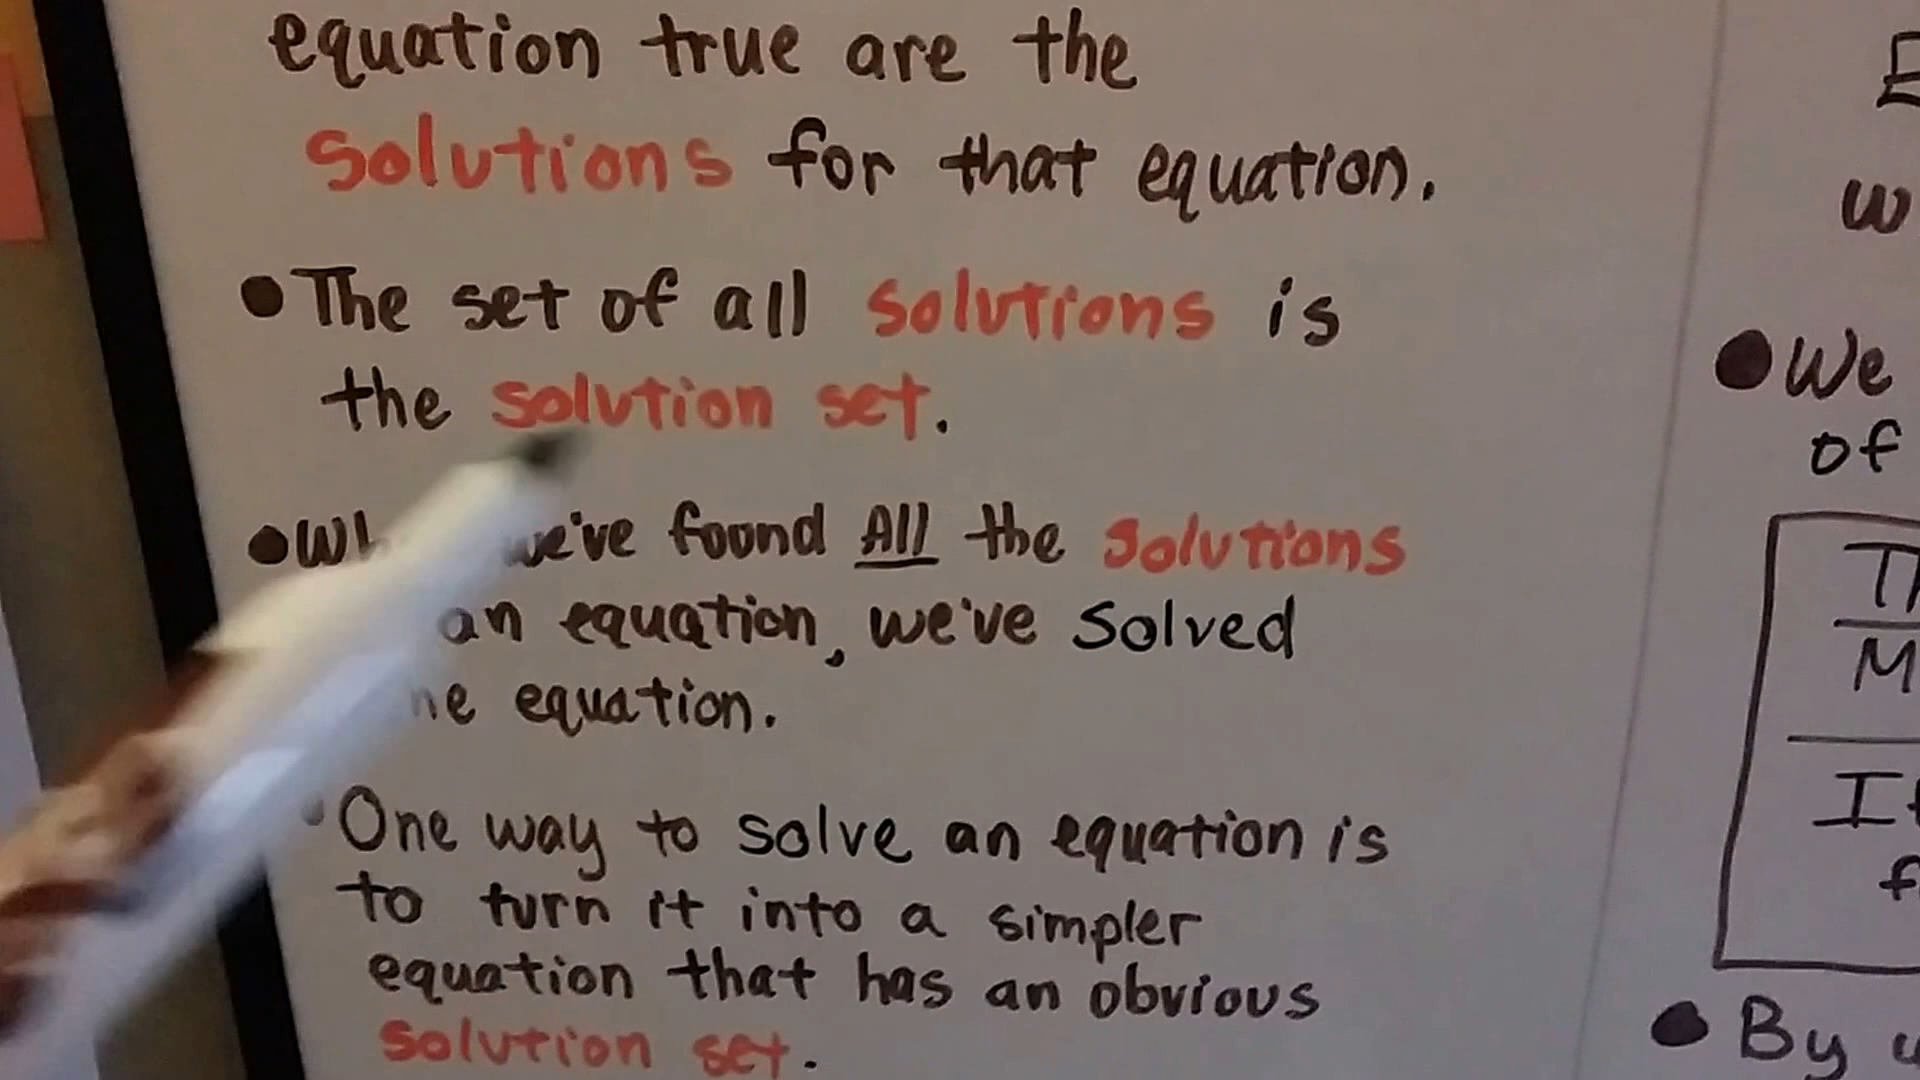 equation true are the
solutions for that equation.
•The set of all solutions is
the solution set.
• we've found All the solutions
an equation, we've solved
equation.
•One way to solve an equation is
to turn it into a simpler
equation that has an obvious
solution set.
•We
of
•By